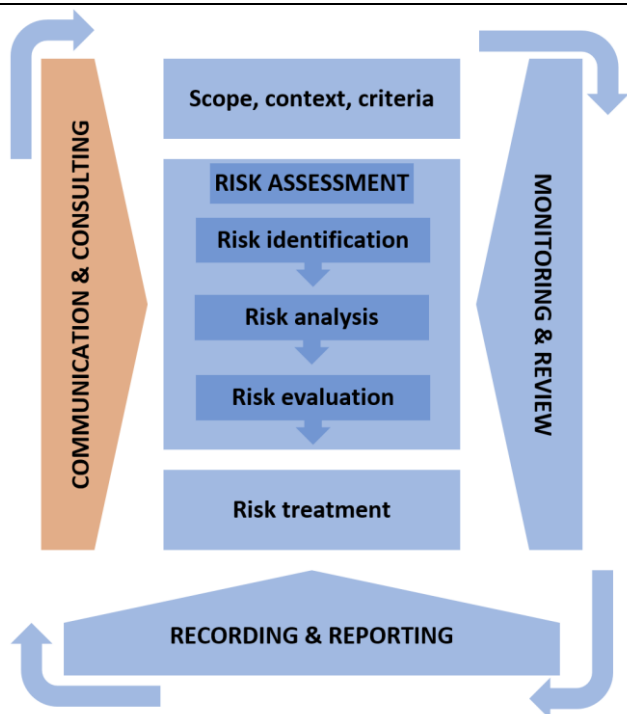 Scope, context, criteria
COMMUNICATION & CONSULTING
RISK ASSESSMENT
Risk identification
Risk analysis
Risk evaluation
MONITORING & REVIEW
Risk treatment
RECORDING & REPORTING